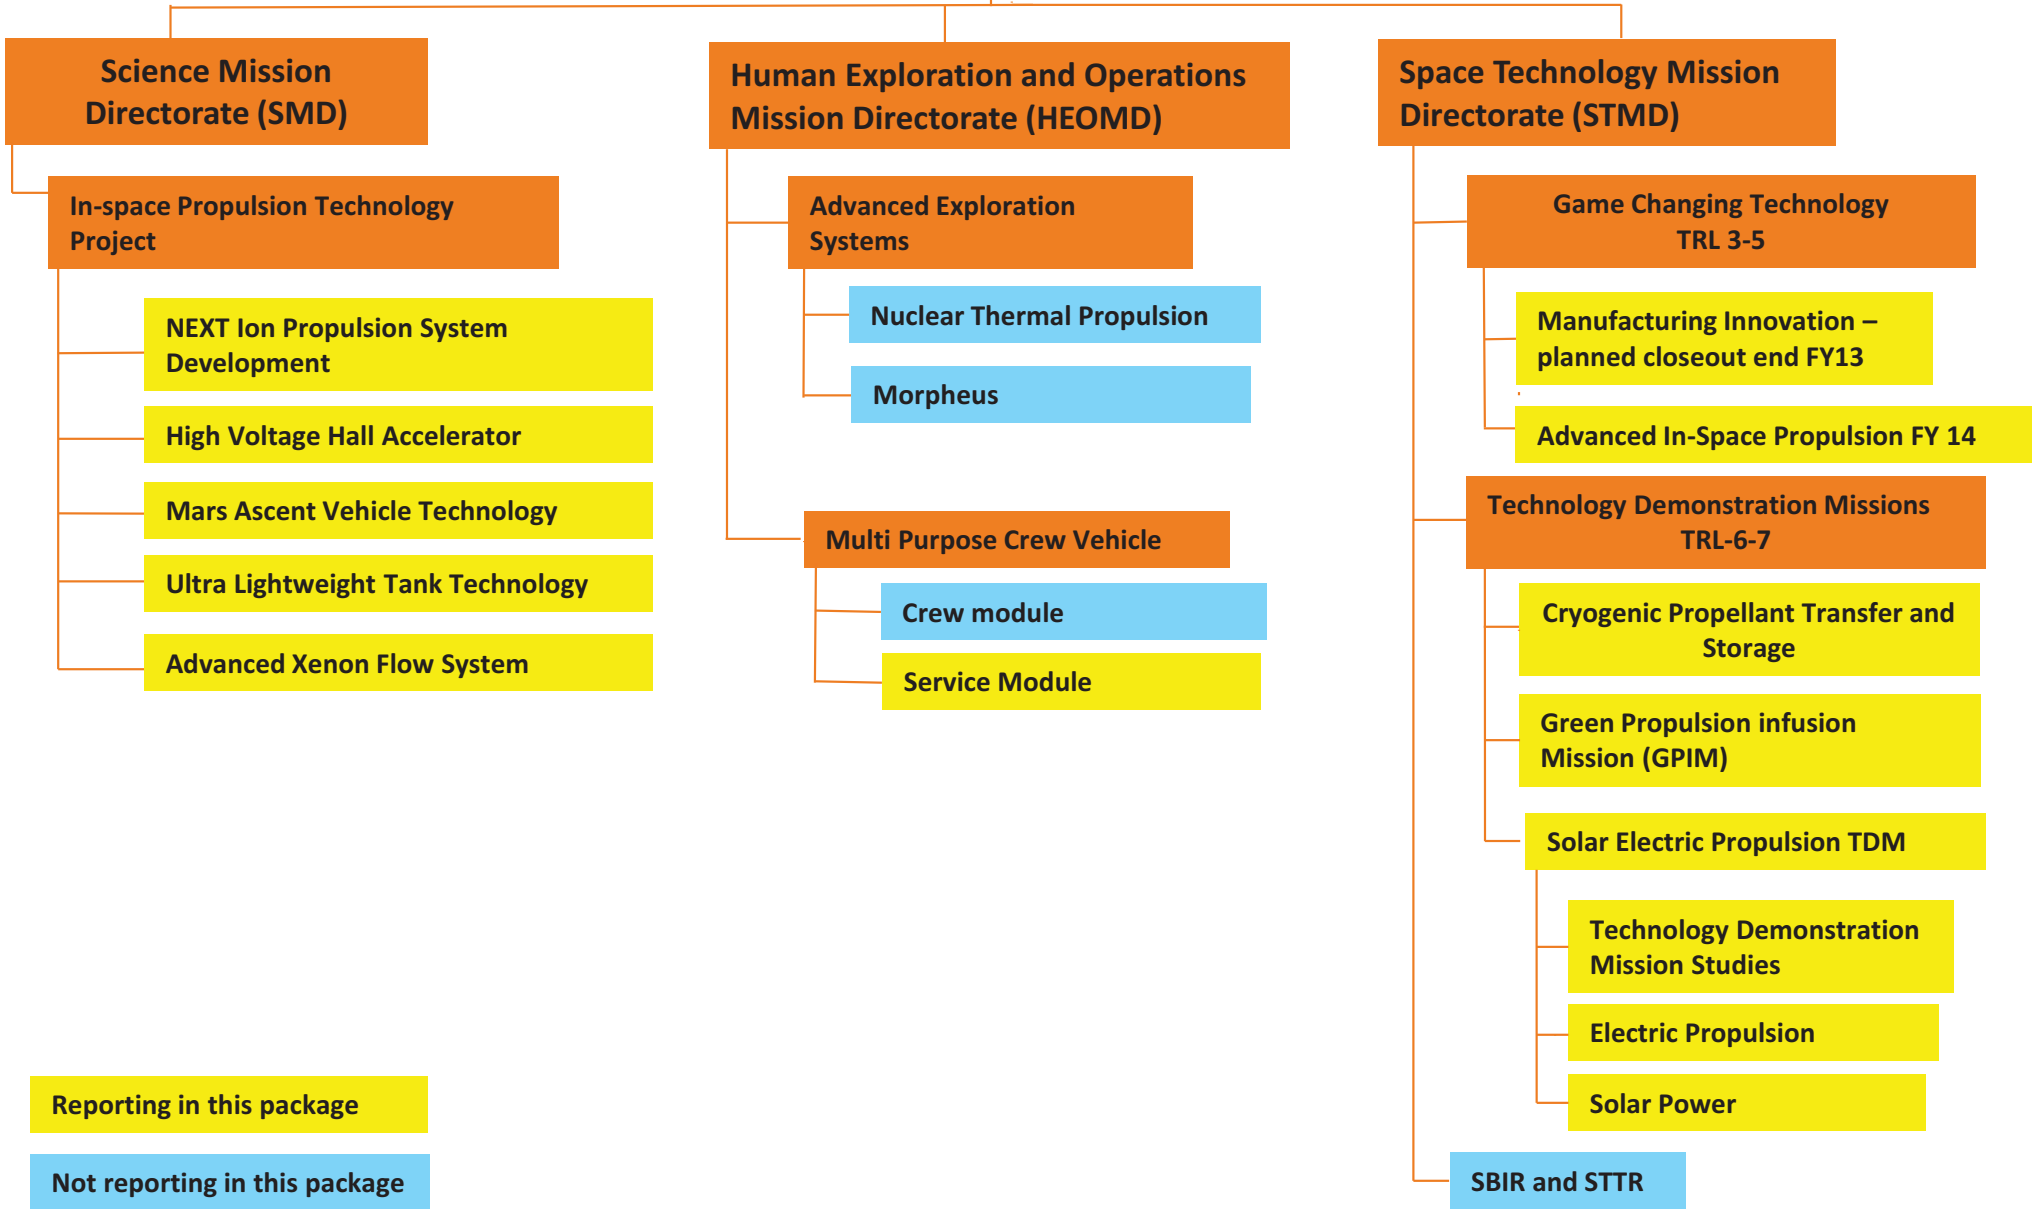 Science Mission
Directorate (SMD)
In-space Propulsion Technology
Project
NEXT Ion Propulsion System
Development
High Voltage Hall Accelerator
Mars Ascent Vehicle Technology
Ultra Lightweight Tank Technology
Advanced Xenon Flow System
Human Exploration and Operations
Mission Directorate (HEOMD)
Advanced Exploration
Systems
Nuclear Thermal Propulsion
Morpheus
Multi Purpose Crew Vehicle
Crew module
Service Module
Space Technology Mission
Directorate (STMD)
Game Changing Technology
TRL 3-5
Manufacturing Innovation –
planned closeout end FY13
Advanced In-Space Propulsion FY 14
Technology Demonstration Missions
TRL-6-7
Cryogenic Propellant Transfer and
Storage
Green Propulsion infusion
Mission (GPIM)
Solar Electric Propulsion TDM
Technology Demonstration
Mission Studies
Electric Propulsion
Solar Power
SBIR and STTR
Reporting in this package
Not reporting in this package